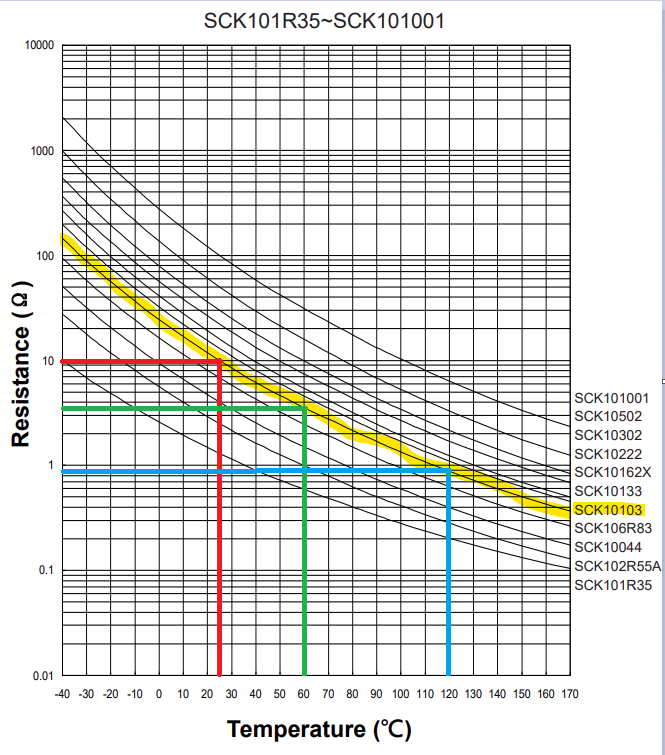 SCK101R35~SCK101001
10000
1000
100
10
1
0.1
0.01
Resistance ( Ω )
SCK101001
SCK10502
SCK10302
SCK10222
SCK10162X
SCK10133
SCK10103
SCK106R83
SCK10044
SCK102R55A
SCK101R35
-40 -30 -20 -10 0 10 20 30 40 50 60 70 80 90 100 110 120 130 140 150 160 170
Temperature (℃)